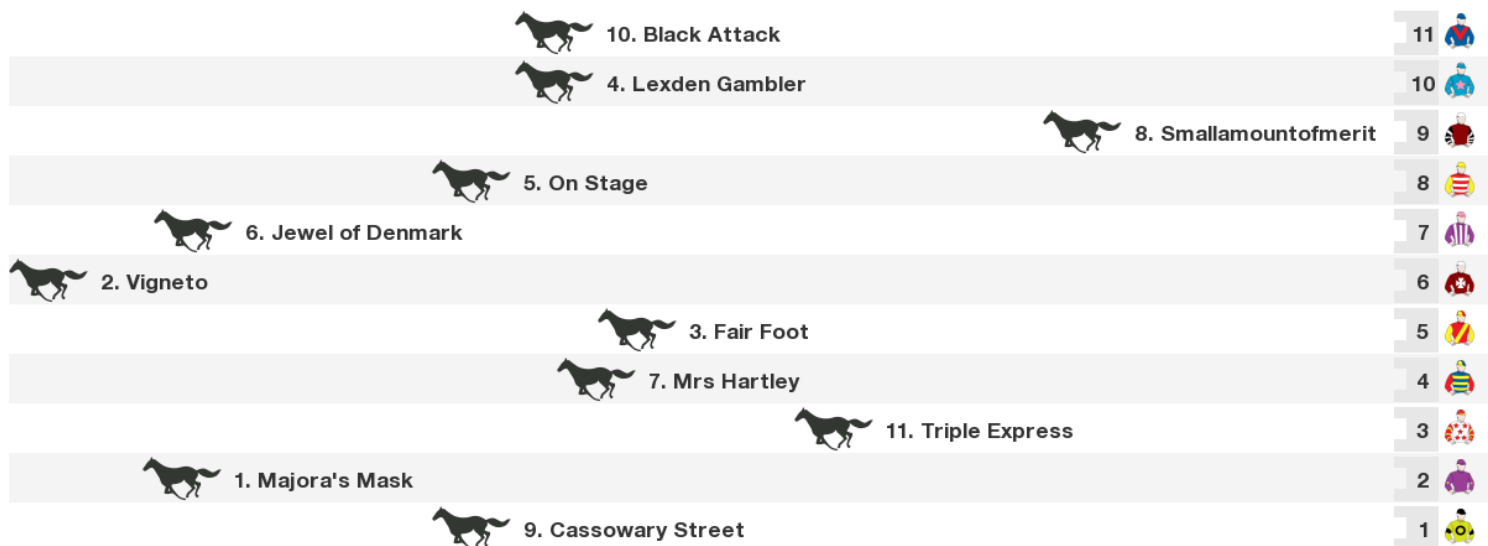 10. Black Attack 11
4. Lexden Gambler 10
8. Smallamountofmerit 9
5. On Stage 8
6. Jewel of Denmark 7
2. Vigneto 6
3. Fair Foot 5
7. Mrs Hartley 4
11. Triple Express 3
1. Majora's Mask 2
9. Cassowary Street 1